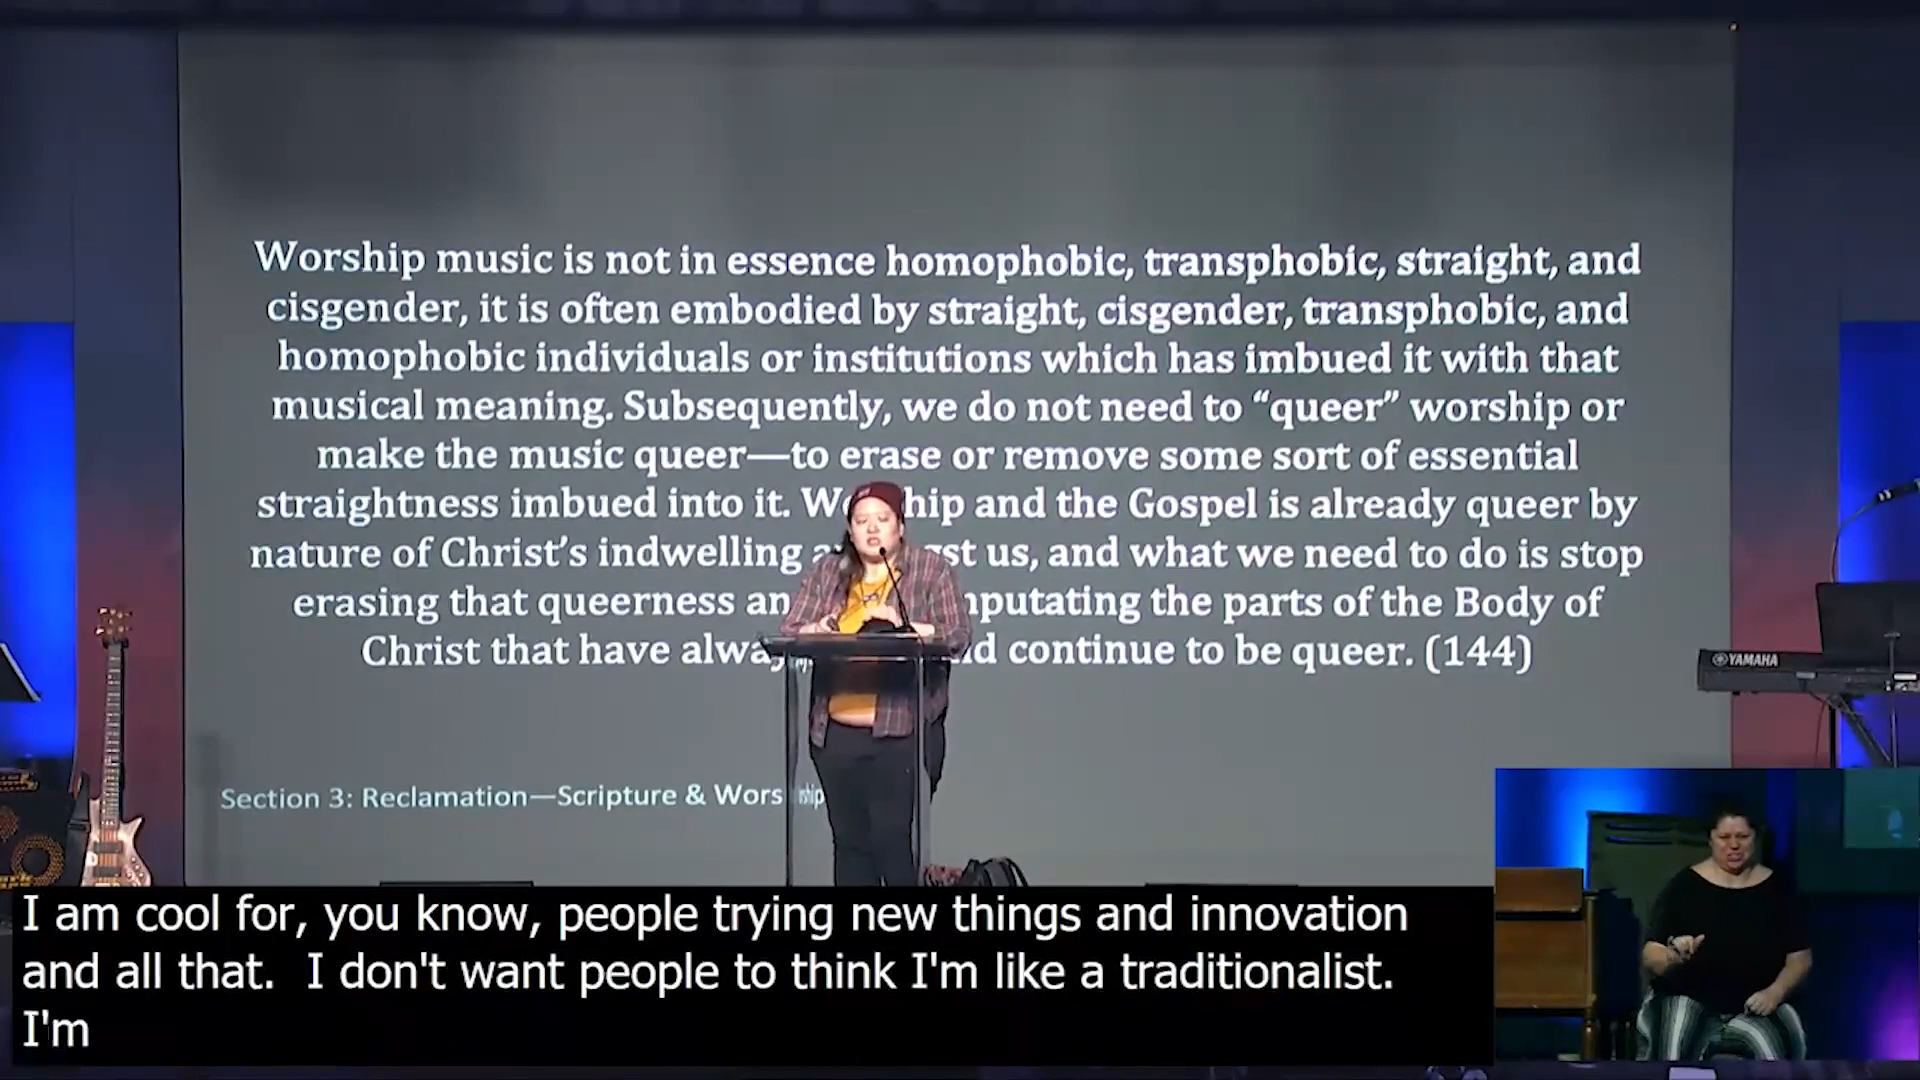 Worship music is not in essence homophobic, transphobic, straight, and
cisgender, it is often embodied by straight, cisgender, transphobic, and
homophobic individuals or institutions which has imbued it with that
musical meaning. Subsequently, we do not need to “queer” worship or
make the music queer—to erase or remove some sort of essential
straightness imbued into it. Wo hip and the Gospel is already queer by
nature of Christ’s indwelling a gst us, and what we need to do is stop
erasing that queerness an mputating the parts of the Body of
Christ that have alway d continue to be queer. (144)
Section 3: Reclamation—Scripture & Worship
YAMAHA
I am cool for, you know, people trying new things and innovation
and all that. I don't want people to think I'm like a traditionalist.
I'm